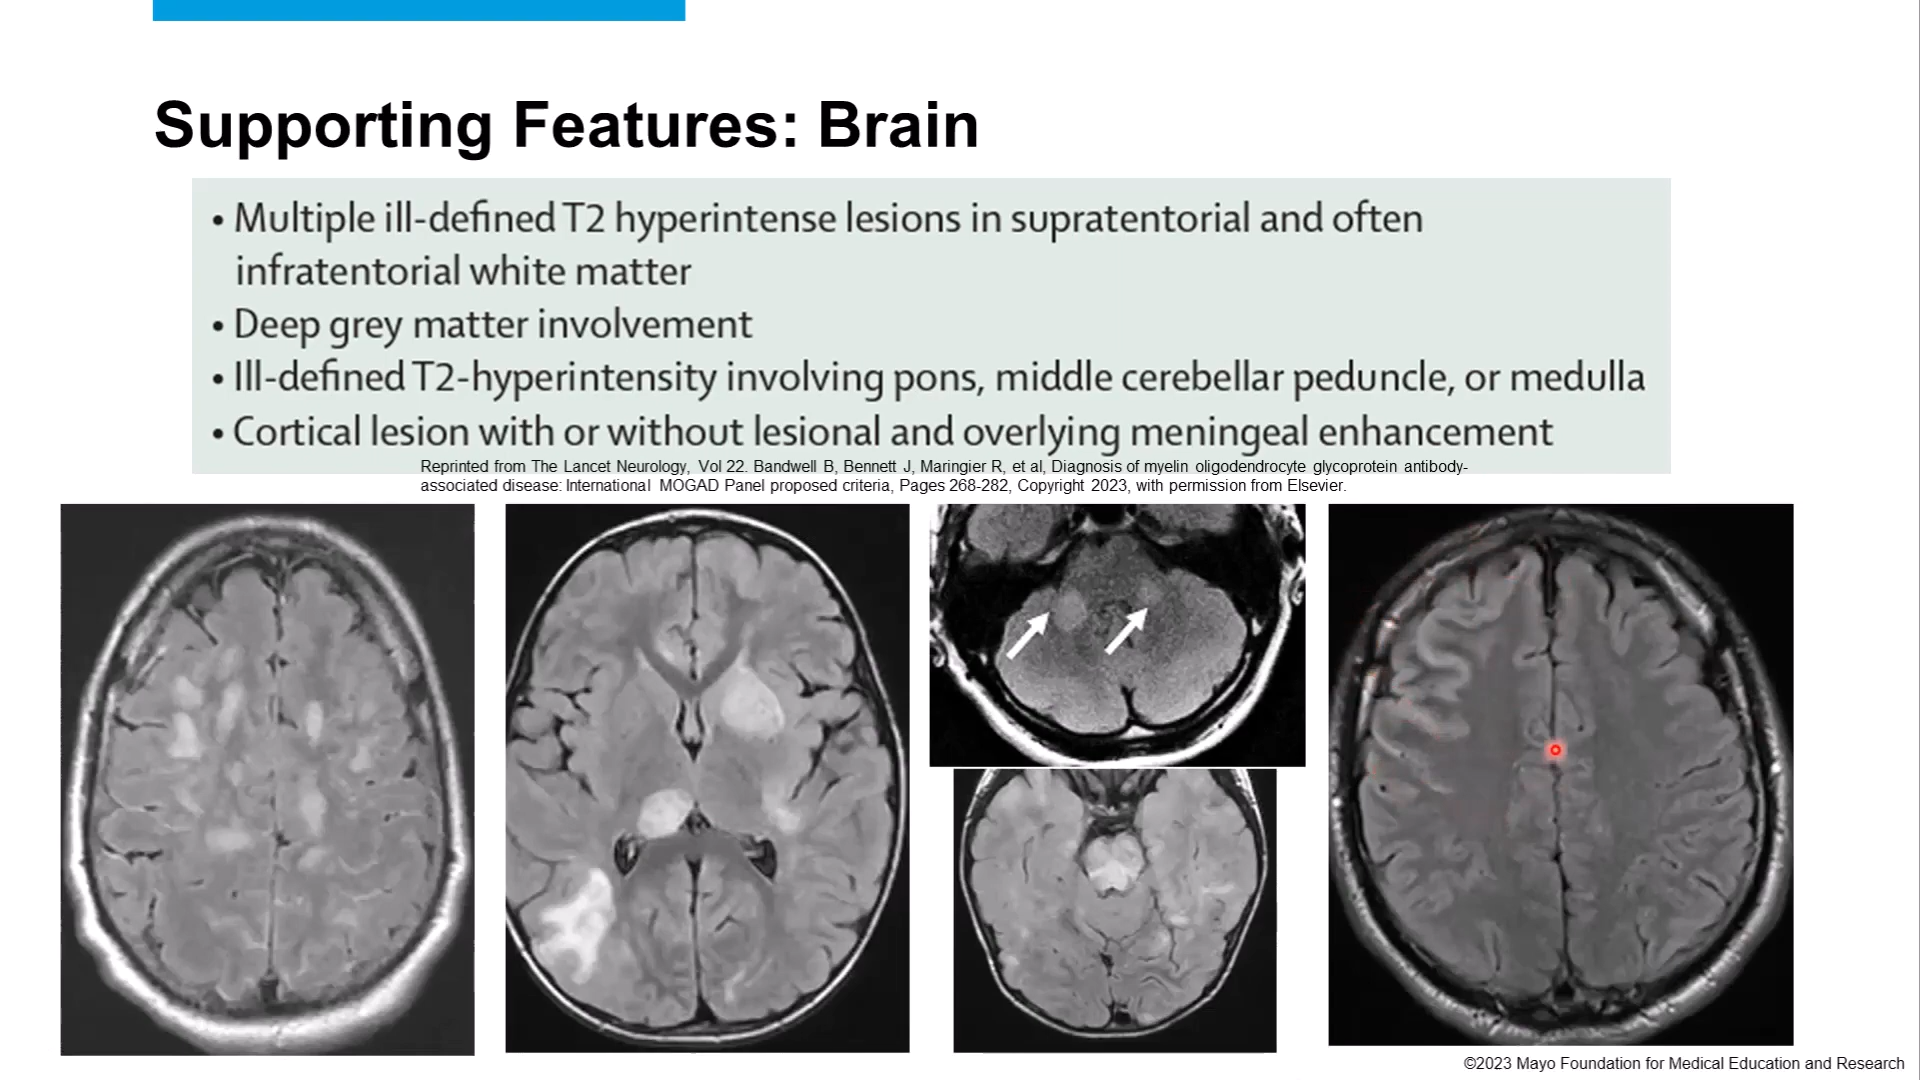 Supporting Features: Brain
• Multiple ill-defined T2 hyperintense lesions in supratentorial and often
infratentorial white matter
• Deep grey matter involvement
• Ill-defined T2-hyperintensity involving pons, middle cerebellar peduncle, or medulla
• Cortical lesion with or without lesional and overlying meningeal enhancement
Reprinted from The Lancet Neurology, Vol 22. Bandwell B, Bennett J, Maringier R, et al, Diagnosis of myelin oligodendrocyte glycoprotein antibody-
associated disease: International MOGAD Panel proposed criteria, Pages 268-282, Copyright 2023, with permission from Elsevier.
©2023 Mayo Foundation for Medical Education and Research